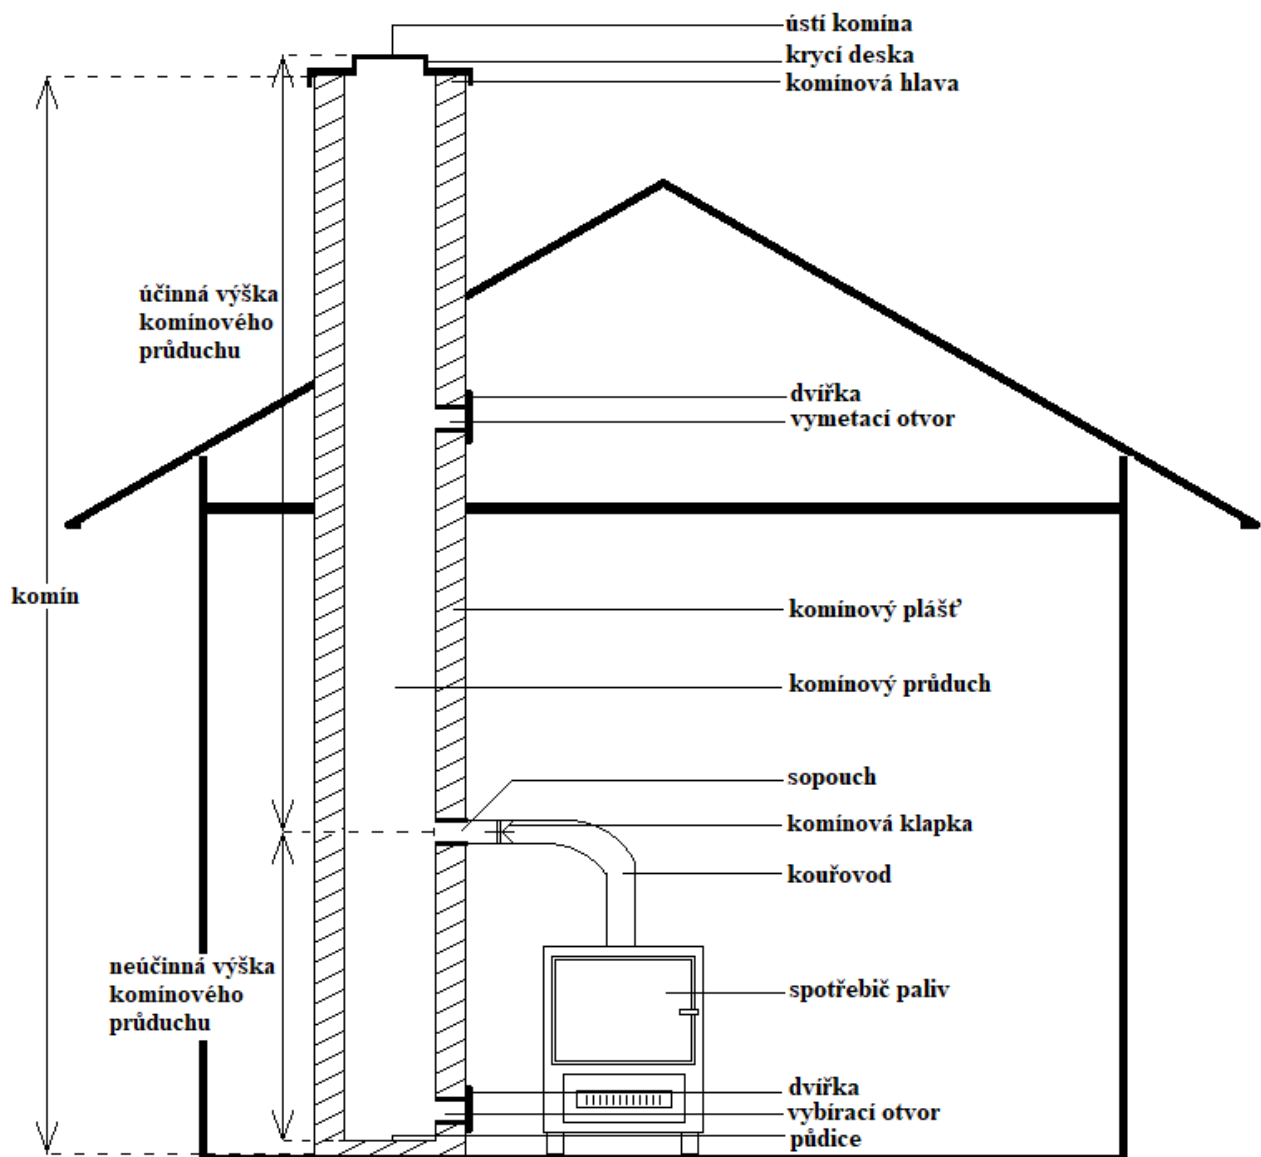 ústí komína
krycí deska
komínová hlava
účinná výška
komínového
průduchu
dvířka
vymetací otvor
komín
komínový plášť
komínový průduch
sopouch
komínová klapka
kouřovod
neúčinná výška
komínového
průduchu
spotřebič paliv
dvířka
vybírací otvor
půdice